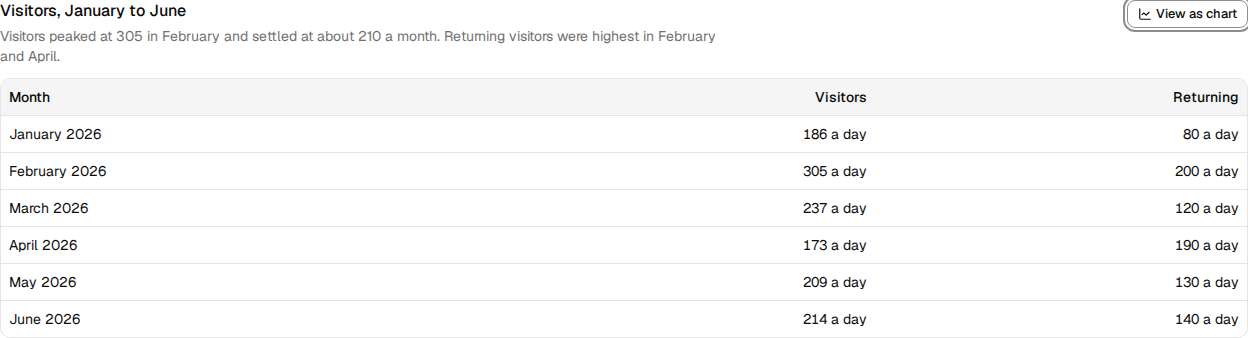 Visitors, January to June
View as chart
Visitors peaked at 305 in February and settled at about 210 a month. Returning visitors were highest in February
and April.
Month Visitors Returning
January 2026 186 a day 80 a day
February 2026 305 a day 200 a day
March 2026 237 a day 120 a day
April 2026 173 a day 190 a day
May 2026 209 a day 130 a day
June 2026 214 a day 140 a day